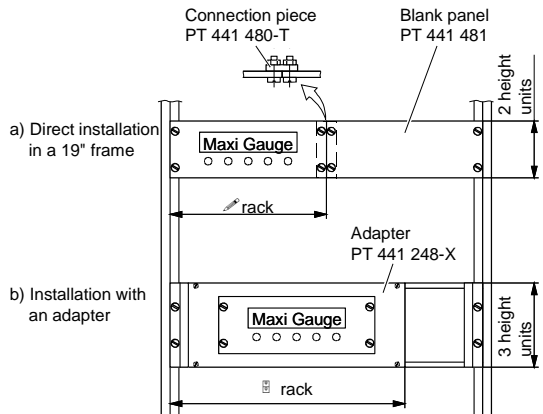 Connection piece
PT 441 480-T
Blank panel
PT 441 481
2 height
units
a) Direct installation
in a 19" frame
Maxi Gauge
rack
Adapter
PT 441 248-X
b) Installation with
an adapter
Maxi Gauge
3 height
units
rack